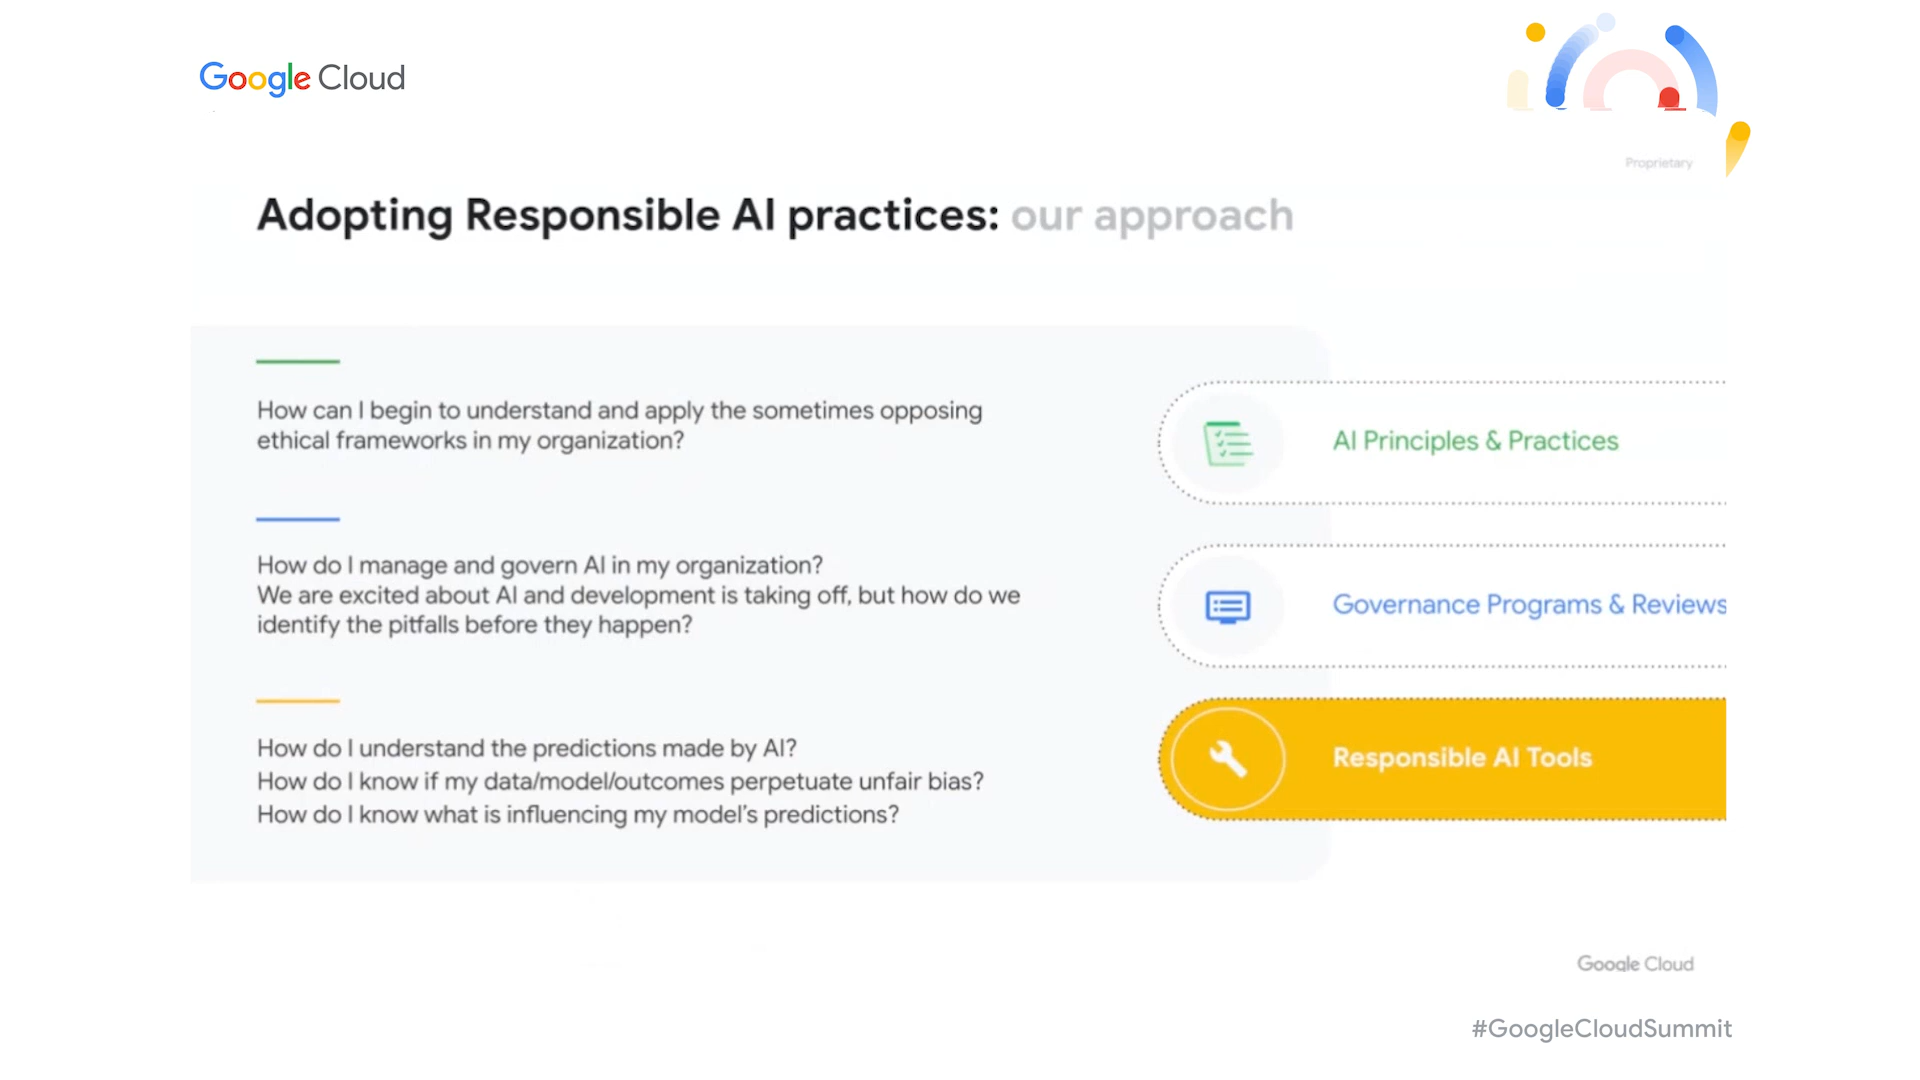 Google Cloud
Proprietary
Adopting Responsible AI practices: our approach
How can I begin to understand and apply the sometimes opposing
ethical frameworks in my organization?
AI Principles & Practices
How do I manage and govern AI in my organization?
We are excited about AI and development is taking off, but how do we
identify the pitfalls before they happen?
Governance Programs & Reviews
How do I understand the predictions made by AI?
How do I know if my data/model/outcomes perpetuate unfair bias?
How do I know what is influencing my model's predictions?
Responsible AI Tools
Google Cloud
#GoogleCloudSummit